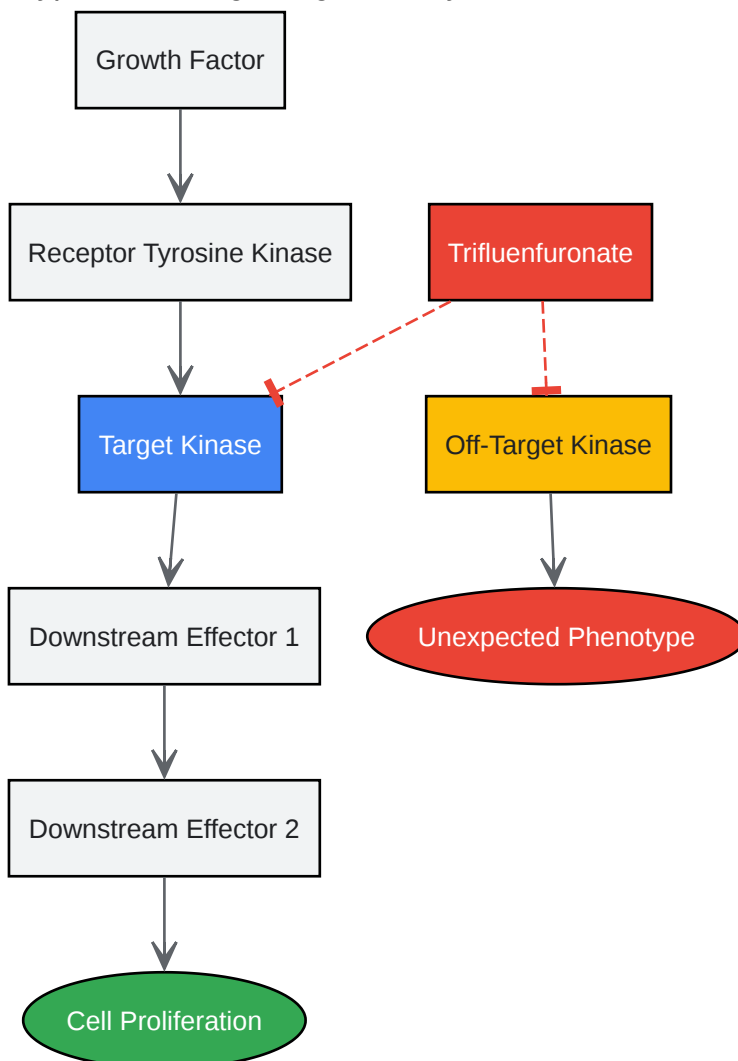 Growth Factor
Receptor Tyrosine Kinase
Trifluenfuronate
Target Kinase
Off-Target Kinase
Downstream Effector 1
Unexpected Phenotype
Downstream Effector 2
Cell Proliferation